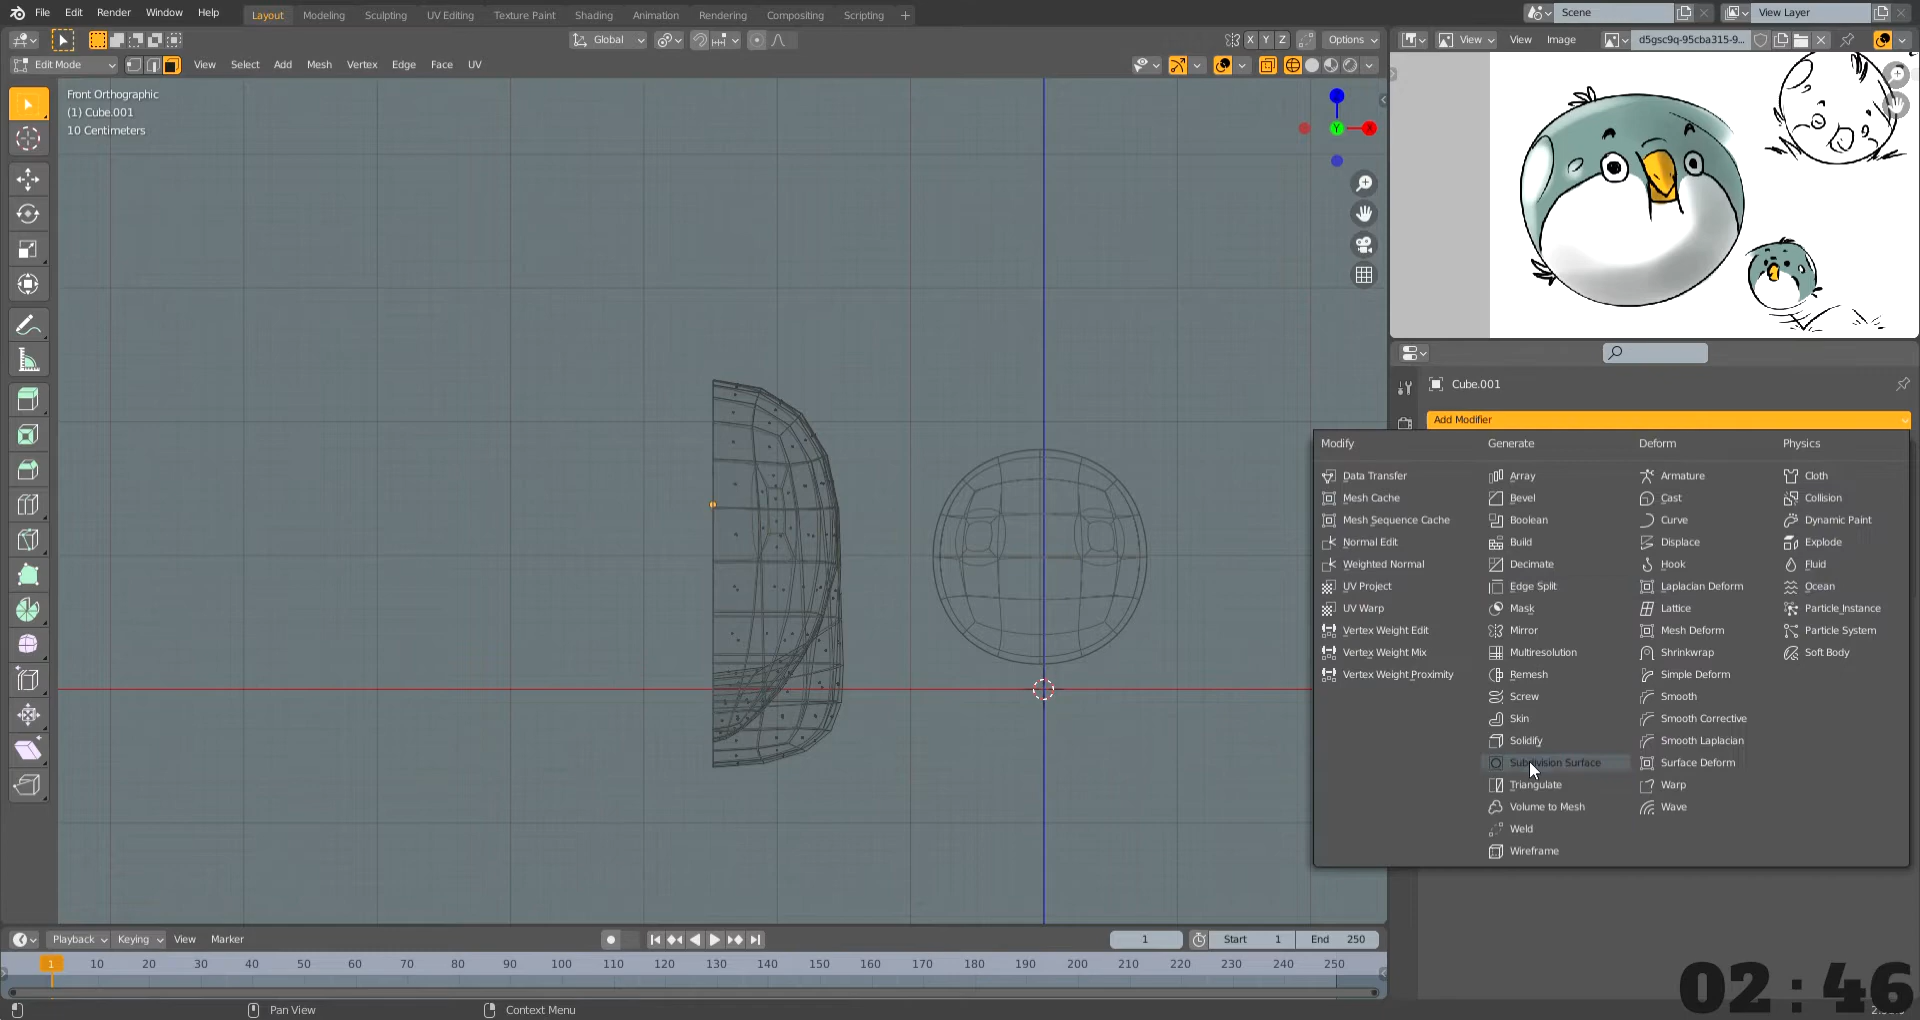 File Edit Render Window Help Layout Modeling Sculpting UV Editing Texture Paint Shading Animation Rendering Compositing Scripting + Scene View Layer
Global X Y Z Options View View Image d5gsc9q-95cba315-9...
Edit Mode View Select Add Mesh Vertex Edge Face UV
Front Orthographic
(1) Cube.001
10 Centimeters
Y
Cube.001
Add Modifier
Modify Generate Deform Physics
Data Transfer Array Armature Cloth
Mesh Cache Bevel Cast Collision
Mesh Sequence Cache Boolean Curve Dynamic Paint
Normal Edit Build Displace Explode
Weighted Normal Decimate Hook Fluid
UV Project Edge Split Laplacian Deform Ocean
UV Warp Mask Lattice Particle Instance
Vertex Weight Edit Mirror Mesh Deform Particle System
Vertex Weight Mix Multiresolution Shrinkwrap Soft Body
Vertex Weight Proximity Remesh Simple Deform
Screw Smooth
Skin Smooth Corrective
Solidify Smooth Laplacian
Subdivision Surface Surface Deform
Triangulate Warp
Volume to Mesh Wave
Weld
Wireframe
Playback Keying View Marker 1 Start 1 End 250
1 10 20 30 40 50 60 70 80 90 100 110 120 130 140 150 160 170 180 190 200 210 220 230 240 250
Pan View Context Menu
02:46